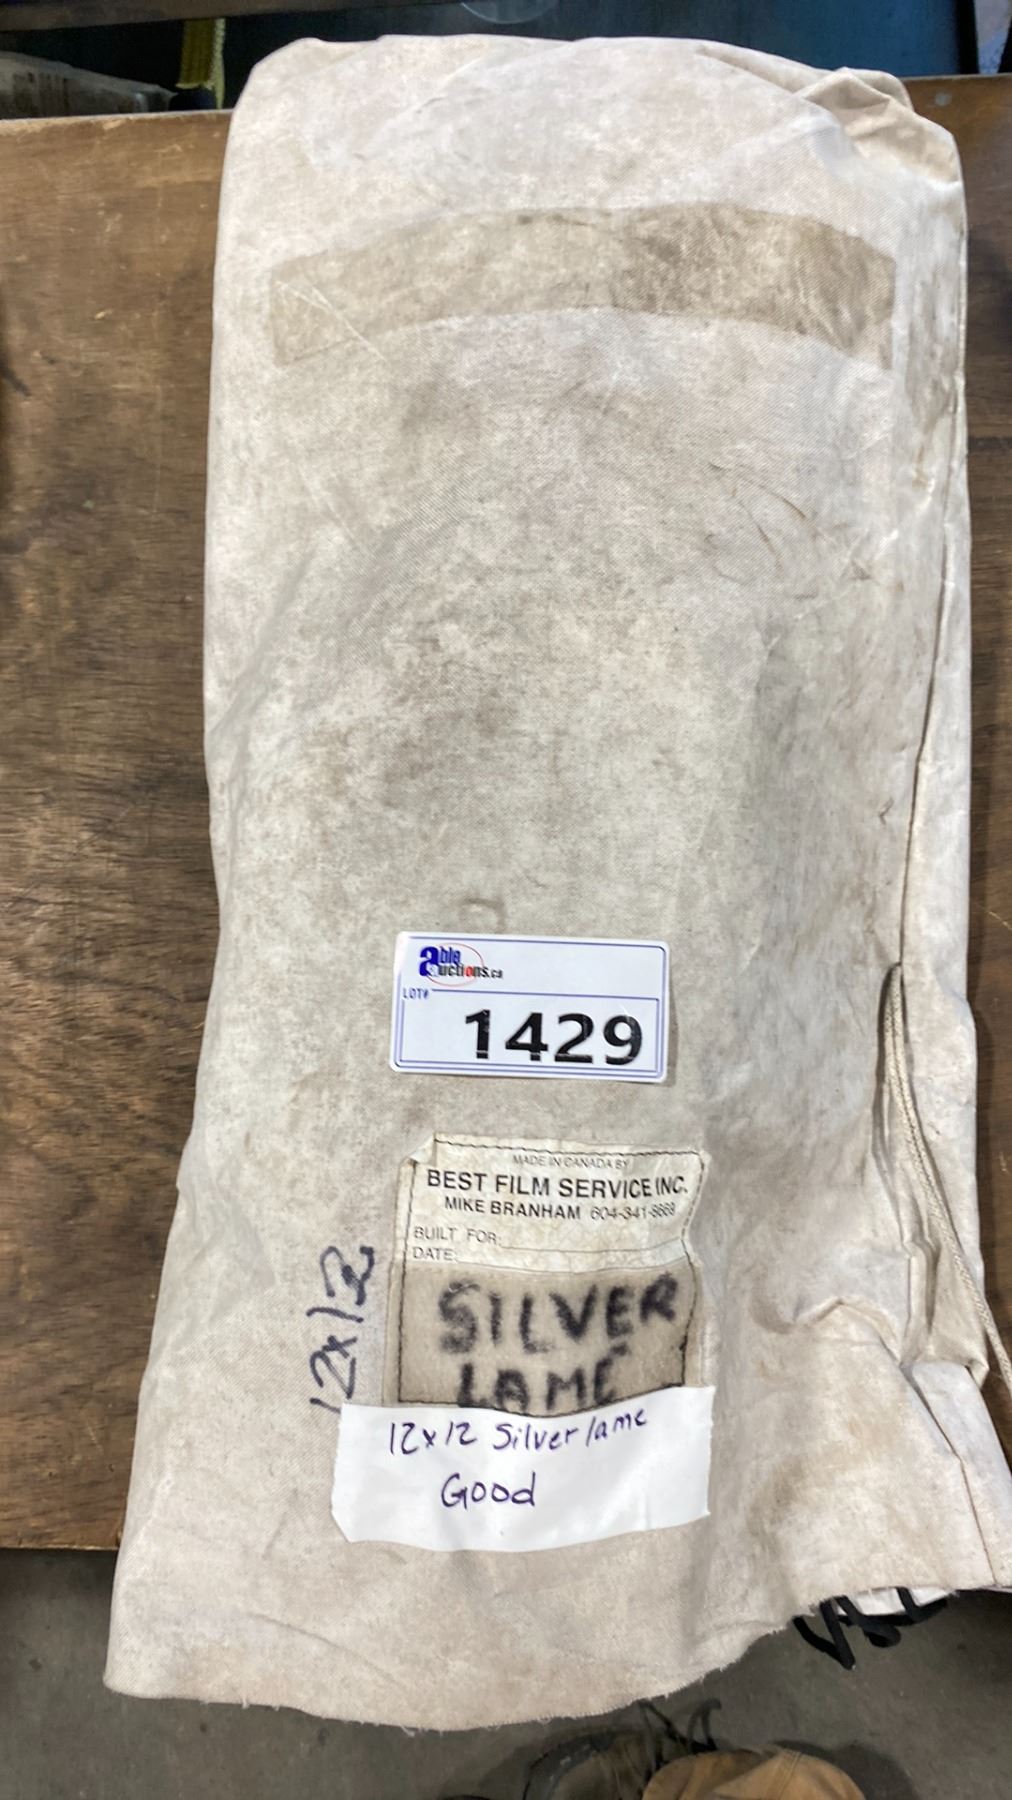 able
auctions.ca
LOT#
1429
MADE IN CANADA BY
BEST FILM SERVICE INC.
MIKE BRANHAM 604-341-8669
BUILT FOR:
DATE:
SILVER
LAMÉ
12x12
12x12 Silver lame
Good